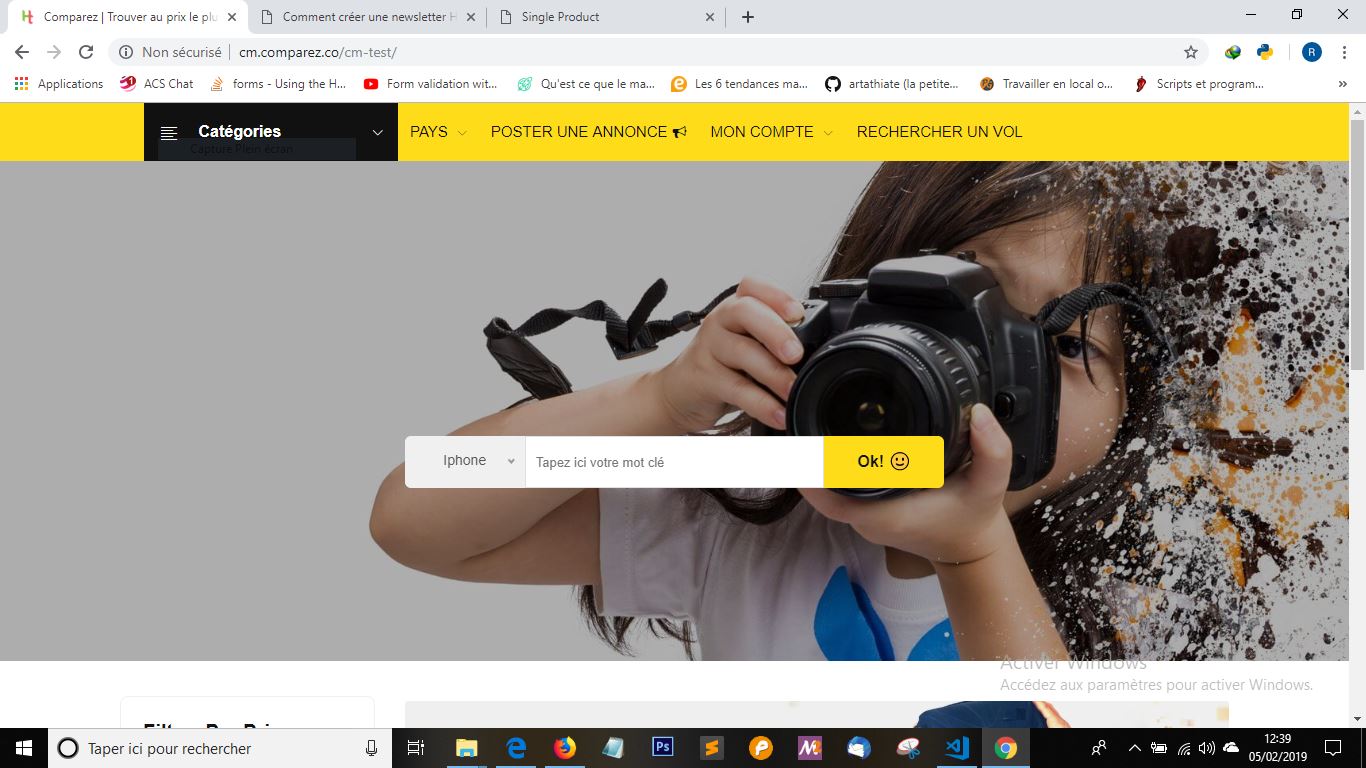 Comparez | Trouver au prix le plu
Comment créer une newsletter H
Single Product
Non sécurisé
cm.comparez.co/cm-test/
R
Applications
ACS Chat
forms - Using the H...
Form validation wit...
Qu'est ce que le ma...
Les 6 tendances ma...
artathiate (la petite...
Travailler en local o...
Scripts et program...
»
Catégories
Capture Plein écran
PAYS
POSTER UNE ANNONCE
MON COMPTE
RECHERCHER UN VOL
Iphone
Tapez ici votre mot clé
Ok!
Activer Windows
Accédez aux paramètres pour activer Windows.
Taper ici pour rechercher
Ps
12:39
05/02/2019